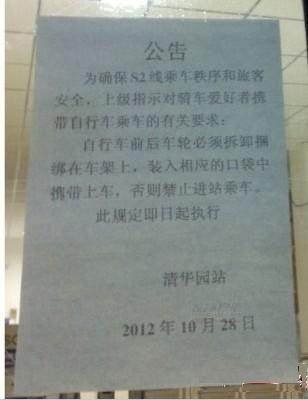 公告
为确保S2线乘车秩序和旅客
安全，上级指示对骑车爱好者携
带自行车乘车的有关要求：
自行车前后车轮必须拆卸捆
绑在车架上，装入相应的口袋中
携带上车，否则禁止进站乘车。
此规定即日起执行
清华园站
2012年10月28日